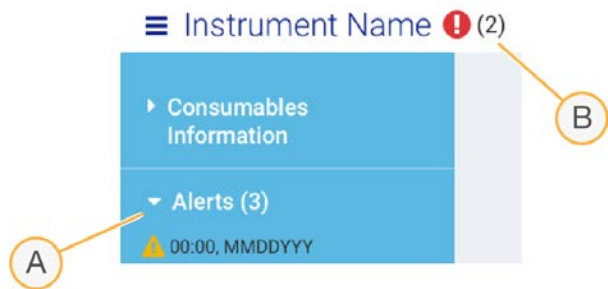 Instrument Name (2)
Consumables
Information
B
Alerts (3)
A
00:00, MMDDYYY